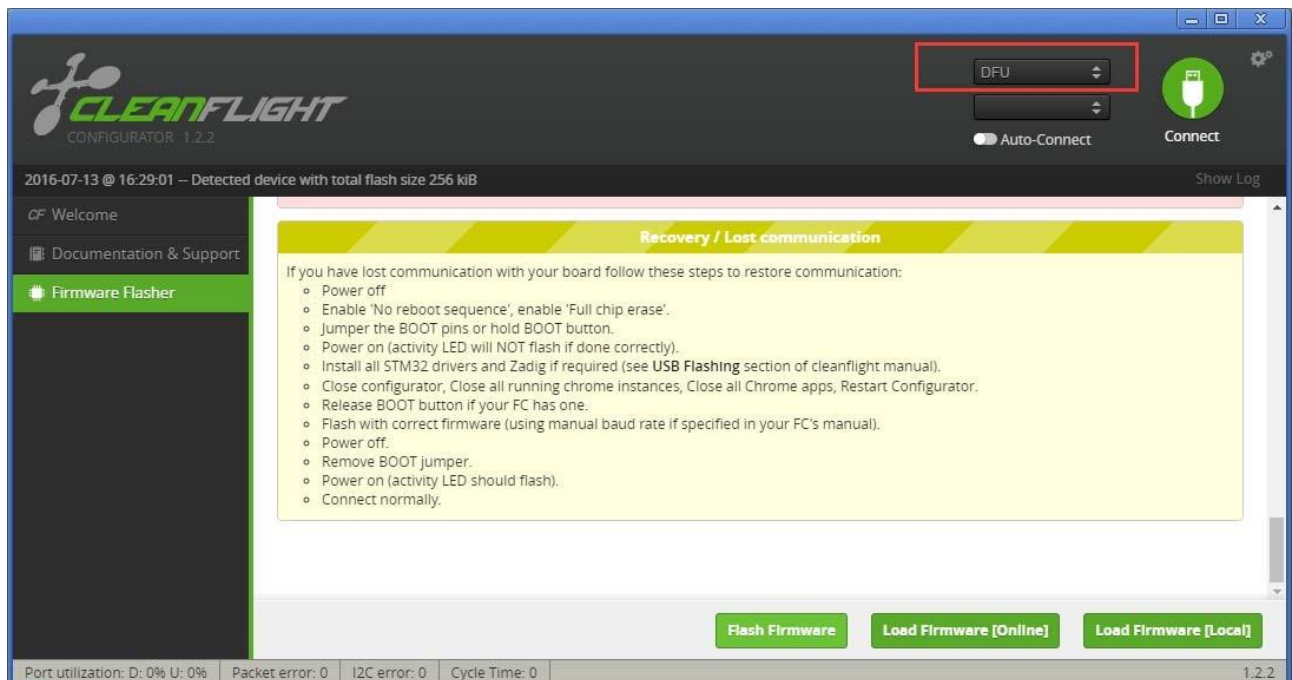 DFU
CLEANFLIGHT
CONFIGURATOR 1.2.2
Auto-Connect
Connect
2016-07-13 @ 16:29:01 -- Detected device with total flash size 256 kiB
Show Log
CF Welcome
Documentation & Support
Firmware Flasher
Recovery / Lost communication
If you have lost communication with your board follow these steps to restore communication:
Power off
Enable 'No reboot sequence', enable 'Full chip erase'.
Jumper the BOOT pins or hold BOOT button.
Power on (activity LED will NOT flash if done correctly).
Install all STM32 drivers and Zadig if required (see USB Flashing section of cleanflight manual).
Close configurator, Close all running chrome instances, Close all Chrome apps, Restart Configurator.
Release BOOT button if your FC has one.
Flash with correct firmware (using manual baud rate if specified in your FC's manual).
Power off.
Remove BOOT jumper.
Power on (activity LED should flash).
Connect normally.
Flash Firmware
Load Firmware [Online]
Load Firmware [Local]
Port utilization: D: 0% U: 0%
Packet error: 0
I2C error: 0
Cycle Time: 0
1.2.2